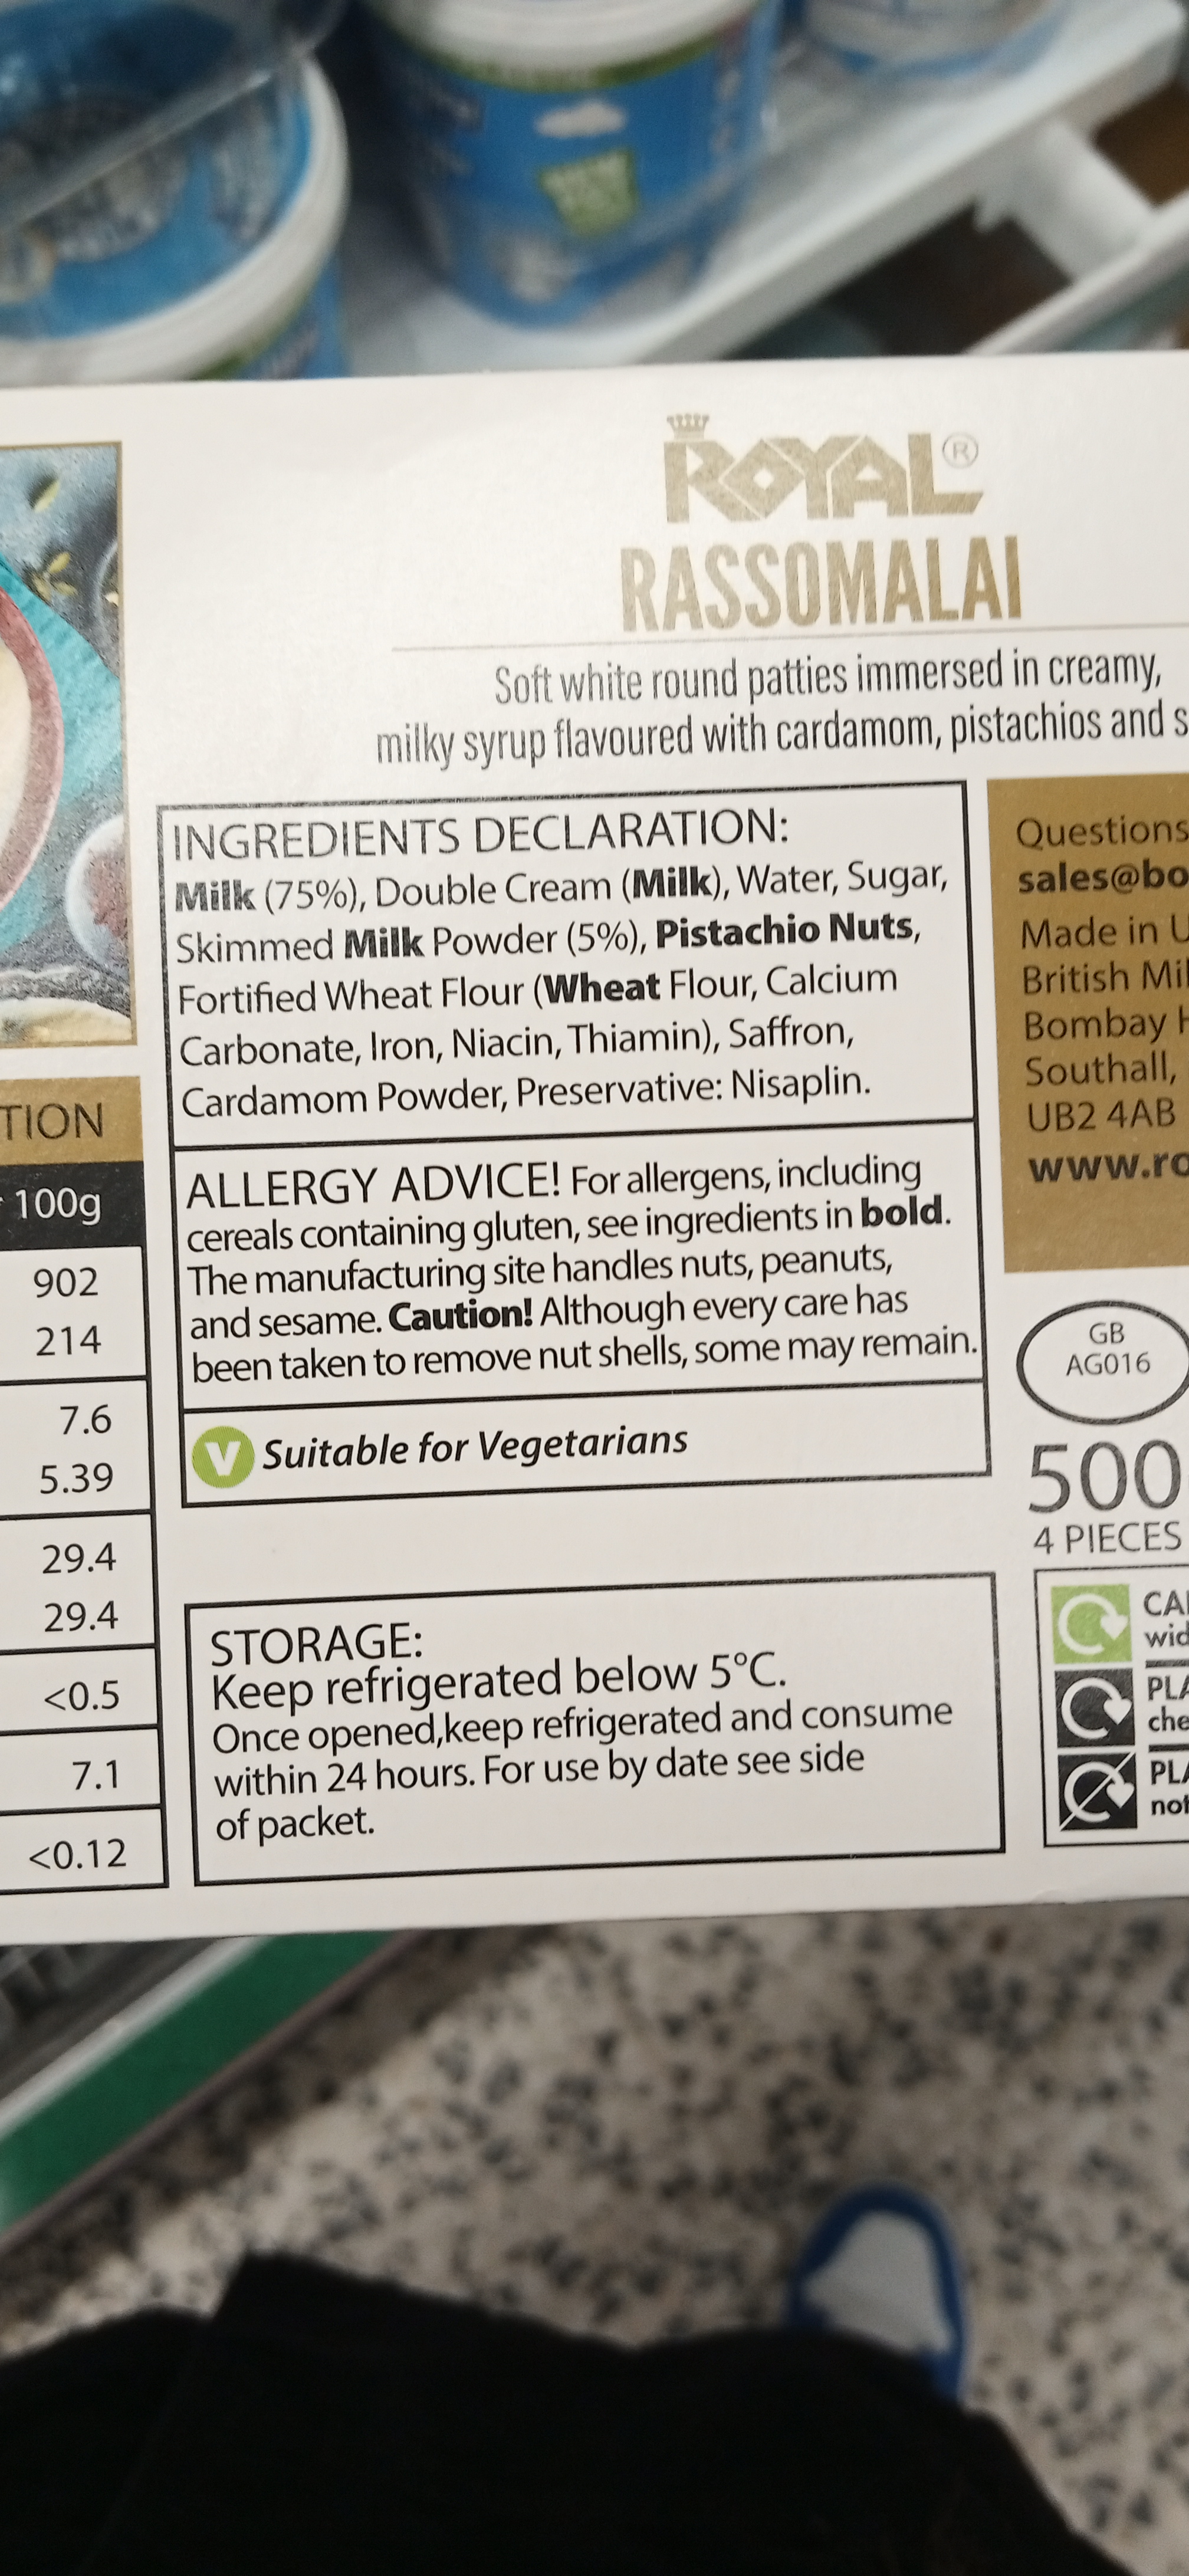 ROYAL®
RASSOMALAI
Soft white round patties immersed in creamy,
milky syrup flavoured with cardamom, pistachios and s
INGREDIENTS DECLARATION:
Milk (75%), Double Cream (Milk), Water, Sugar,
Skimmed Milk Powder (5%), Pistachio Nuts,
Fortified Wheat Flour (Wheat Flour, Calcium
Carbonate, Iron, Niacin, Thiamin), Saffron,
Cardamom Powder, Preservative: Nisaplin.
ALLERGY ADVICE! For allergens, including
cereals containing gluten, see ingredients in bold.
The manufacturing site handles nuts, peanuts,
and sesame. Caution! Although every care has
been taken to remove nut shells, some may remain.
V Suitable for Vegetarians
STORAGE:
Keep refrigerated below 5°C.
Once opened,keep refrigerated and consume
within 24 hours. For use by date see side
of packet.
TION
100g
902
214
7.6
5.39
29.4
29.4
<0.5
7.1
<0.12
Questions
sales@bo
Made in U
British Mil
Bombay H
Southall,
UB2 4AB
www.ro
GB
AG016
500
4 PIECES
CAR
wid
PLA
che
PLA
not